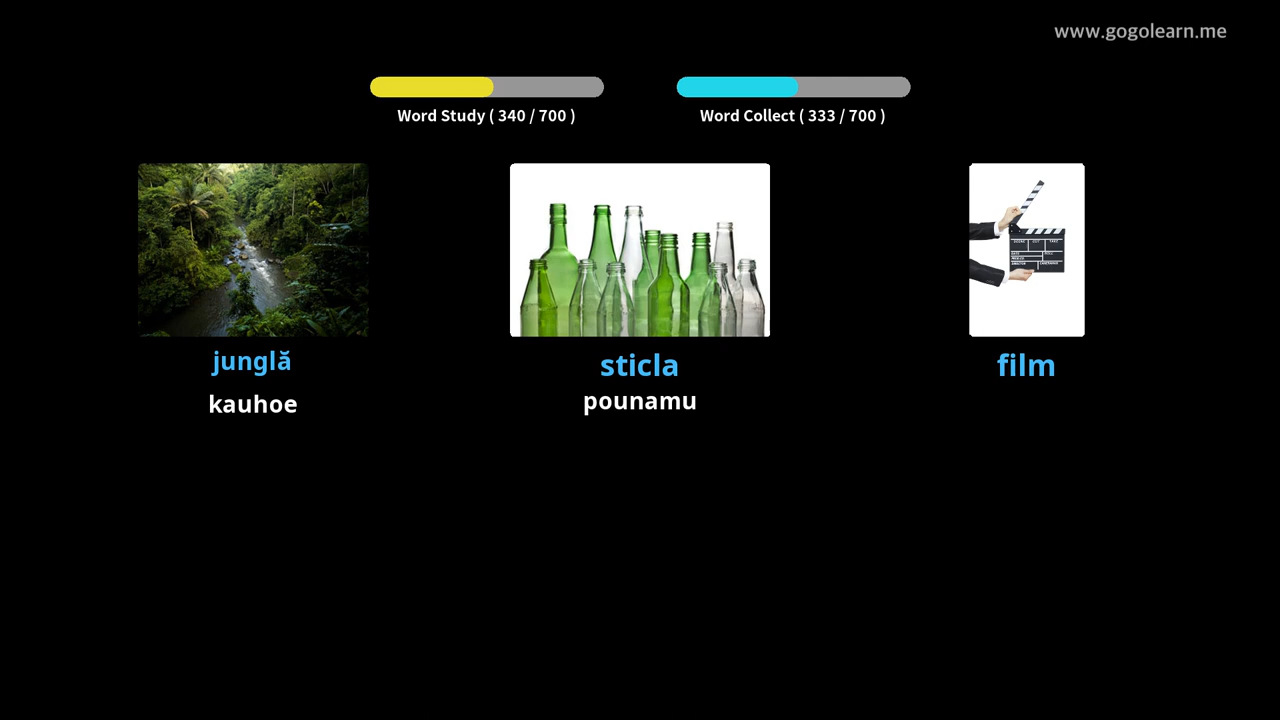 www.gogolearn.me
Word Study ( 340 / 700 )
Word Collect ( 333 / 700 )
junglă
kauhoe
sticla
pounamu
film